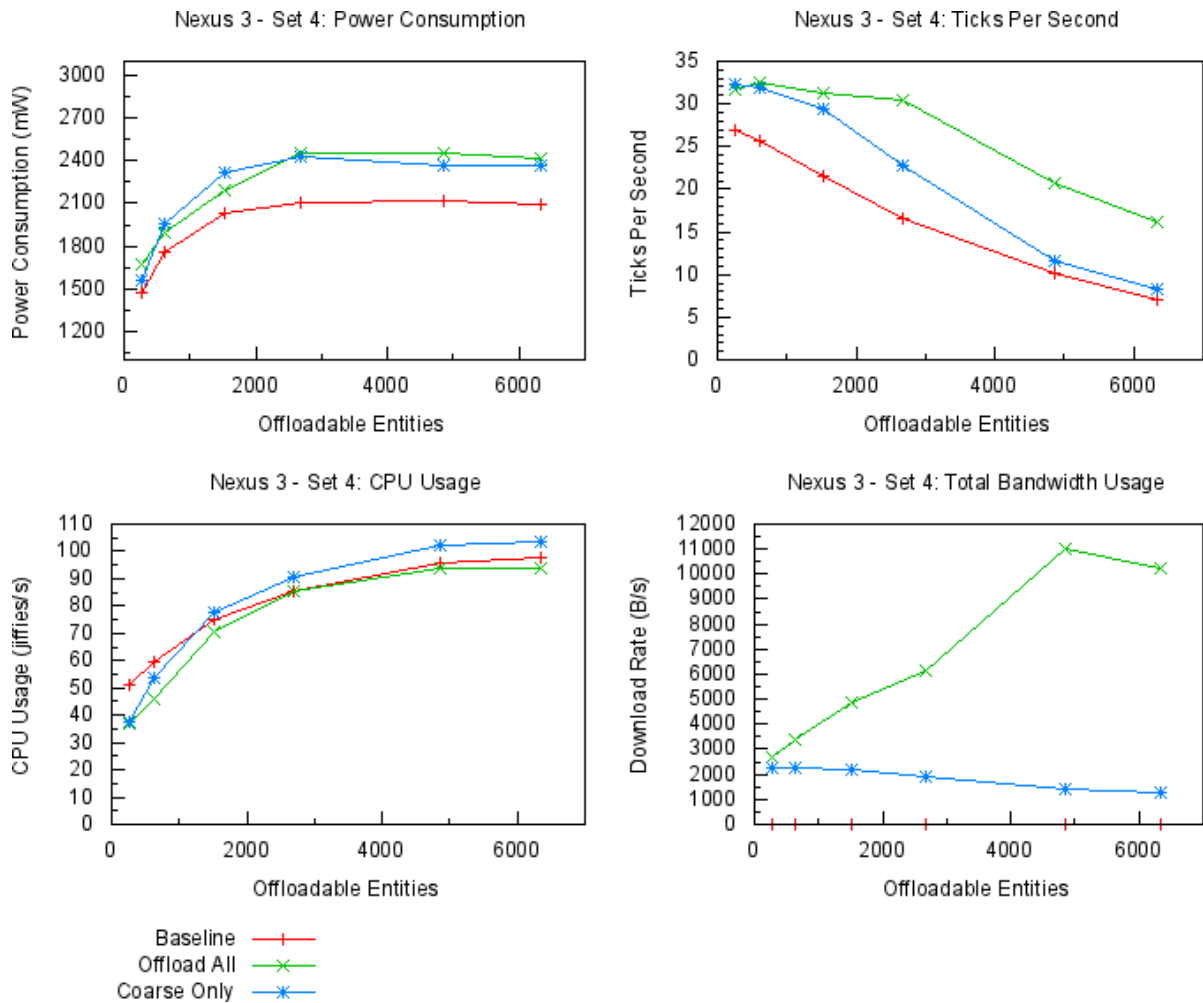 Nexus 3 - Set 4: Power Consumption
3000
2700
2400
2100
1800
1500
1200
Power Consumption (mW)
0 2000 4000 6000
Offloadable Entities
Nexus 3 - Set 4: Ticks Per Second
35
30
25
20
15
10
5
0
Ticks Per Second
0 2000 4000 6000
Offloadable Entities
Nexus 3 - Set 4: CPU Usage
110
100
90
80
70
60
50
40
30
20
10
0
CPU Usage (jiffies/s)
0 2000 4000 6000
Offloadable Entities
Nexus 3 - Set 4: Total Bandwidth Usage
12000
11000
10000
9000
8000
7000
6000
5000
4000
3000
2000
1000
0
Download Rate (B/s)
0 2000 4000 6000
Offloadable Entities
Baseline
Offload All
Coarse Only